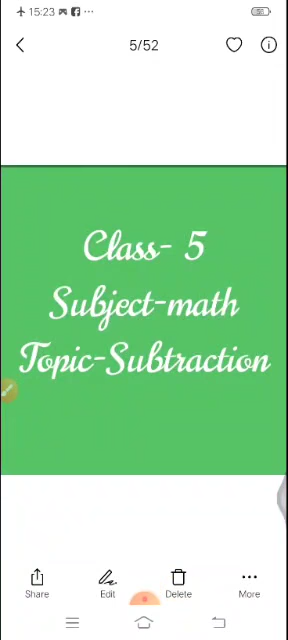 15:23
5/52
Class- 5
Subject-math
Topic-Subtraction
Share Edit Delete More